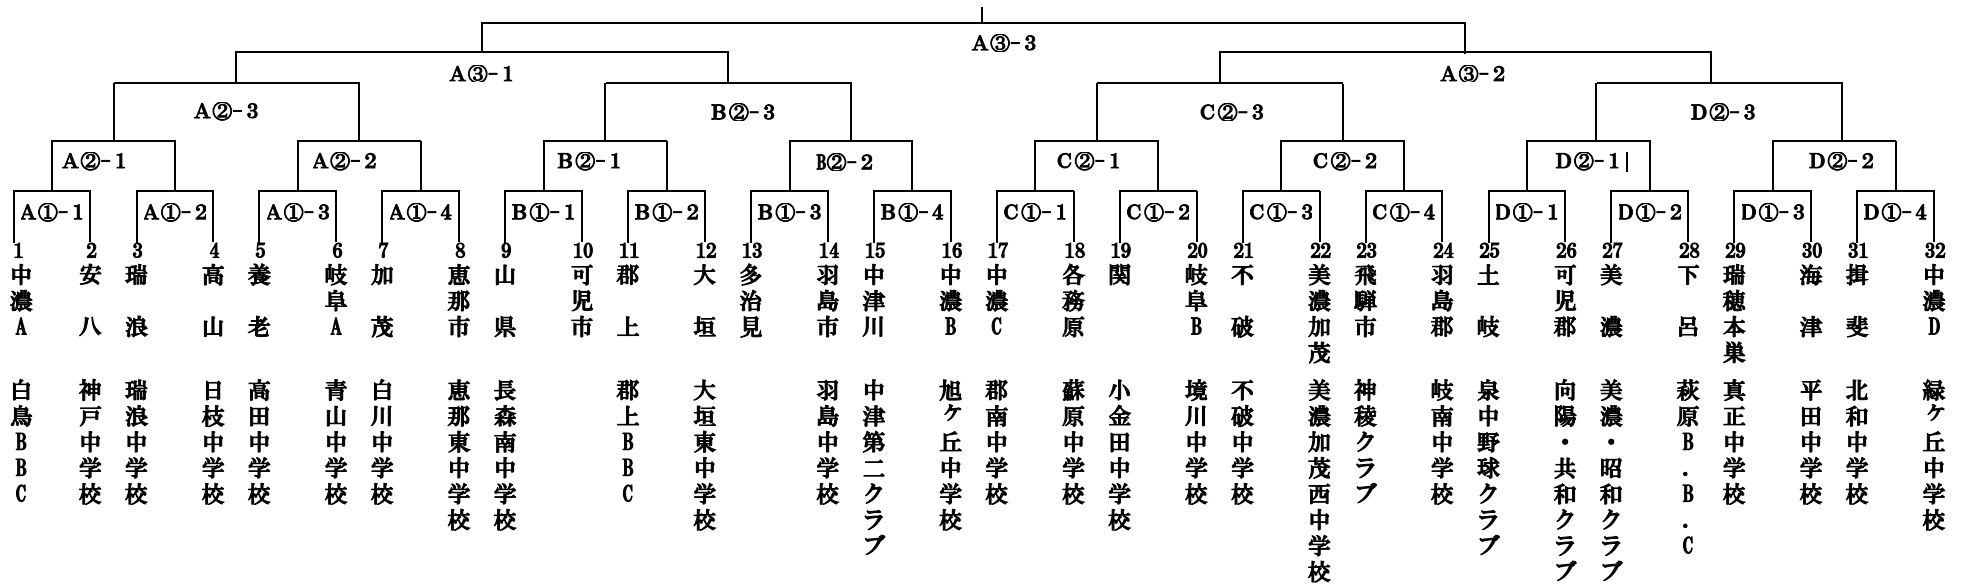 A③-3
A③-1
A③-2
A②-3
B②-3
C②-3
D②-3
A②-1
A②-2
B②-1
B②-2
C②-1
C②-2
D②-1
D②-2
A①-1
A①-2
A①-3
A①-4
B①-1
B①-2
B①-3
B①-4
C①-1
C①-2
C①-3
C①-4
D①-1
D①-2
D①-3
D①-4
1 中濃A 白鳥BBC
2 安八 神戸中学校
3 瑞浪 瑞浪中学校
4 高山 日枝中学校
5 養老 高田中学校
6 岐阜A 青山中学校
7 加茂 白川中学校
8 恵那市 恵那東中学校
9 山県 長森南中学校
10 可児市
11 郡上 郡上BBC
12 大垣 大垣東中学校
13 多治見
14 羽島市 羽島中学校
15 中津川 中津第二クラブ
16 中濃B 旭ケ丘中学校
17 中濃C 郡南中学校
18 各務原 蘇原中学校
19 関 小金田中学校
20 岐阜B 境川中学校
21 不破 不破中学校
22 美濃加茂 美濃加茂西中学校
23 飛騨市 神稜クラブ
24 羽島郡 岐南中学校
25 土岐 泉中野球クラブ
26 可児郡 向陽・共和クラブ
27 美濃 美濃・昭和クラブ
28 下呂 萩原B.B.C
29 瑞穂本巣 真正中学校
30 海津 平田中学校
31 揖斐 北和中学校
32 中濃D 緑ケ丘中学校